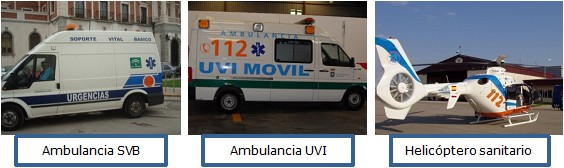 SOPORTE VITAL BASICO
URGENCIAS
AMBULANCIA
112
UVI MOVIL
112
Ambulancia SVB
Ambulancia UVI
Helicóptero sanitario